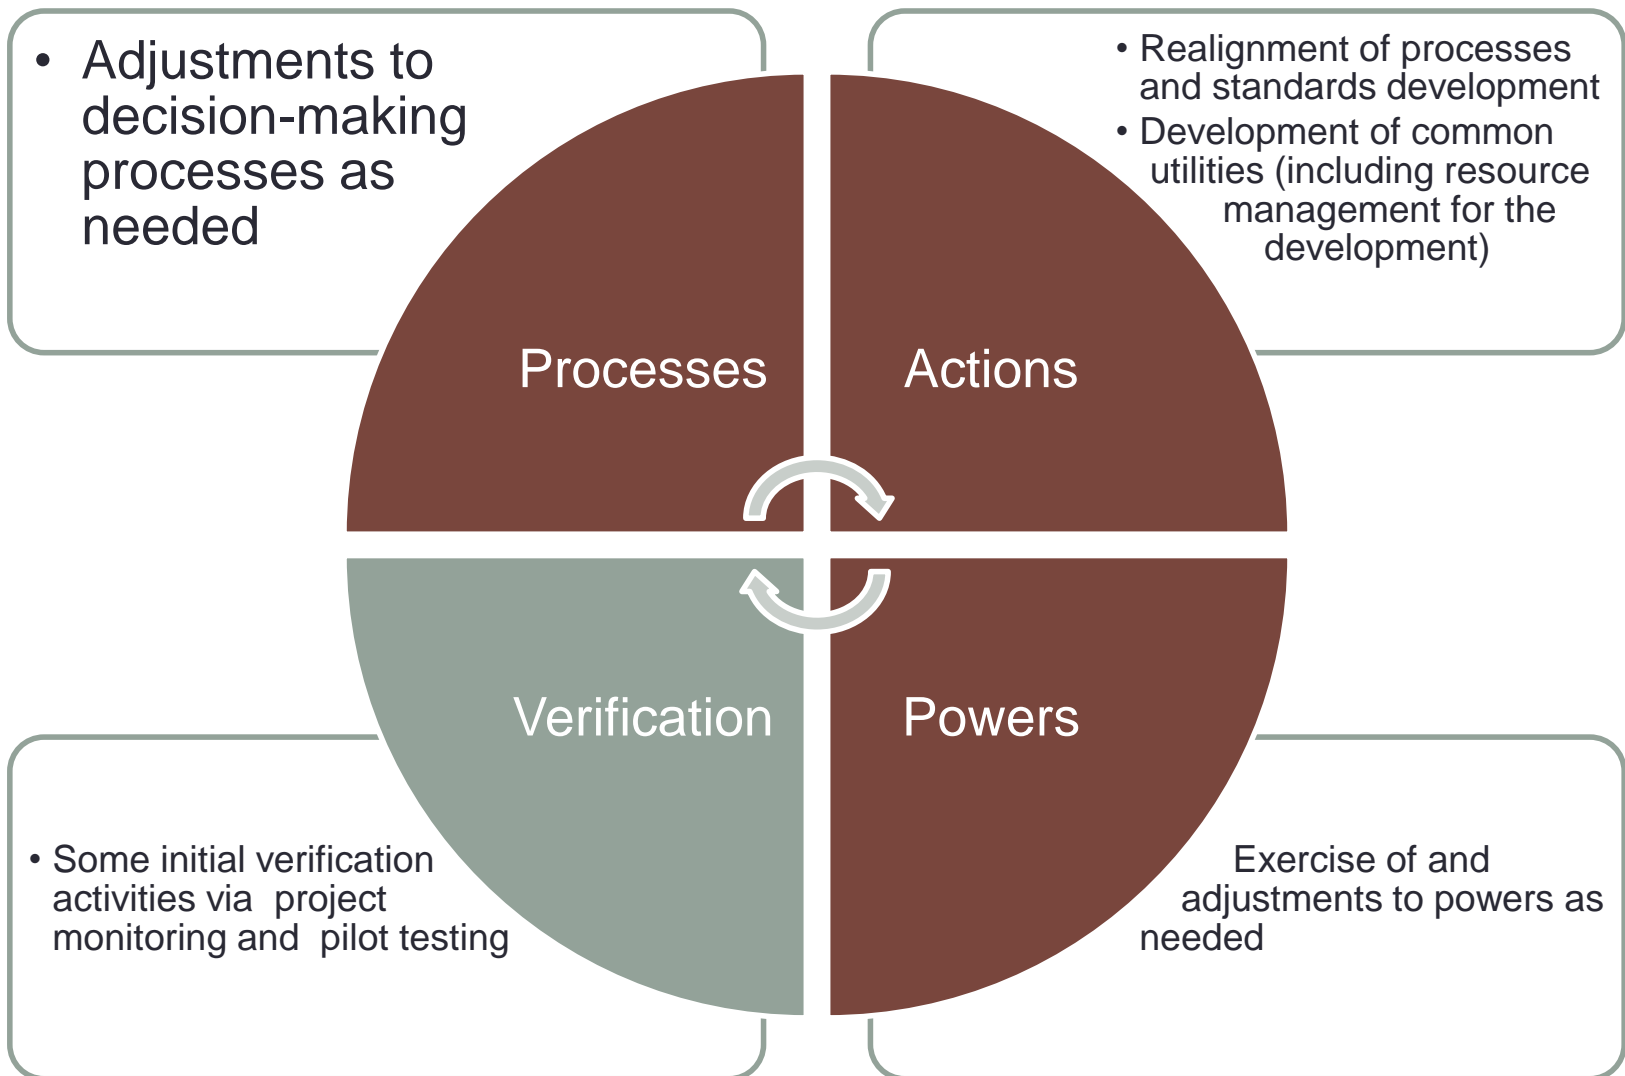 • Adjustments to
decision-making
processes as
needed
• Realignment of processes
and standards development
• Development of common
utilities (including resource
management for the
development)
Processes
Actions
Verification
Powers
• Some initial verification
activities via project
monitoring and pilot testing
Exercise of and
adjustments to powers as
needed